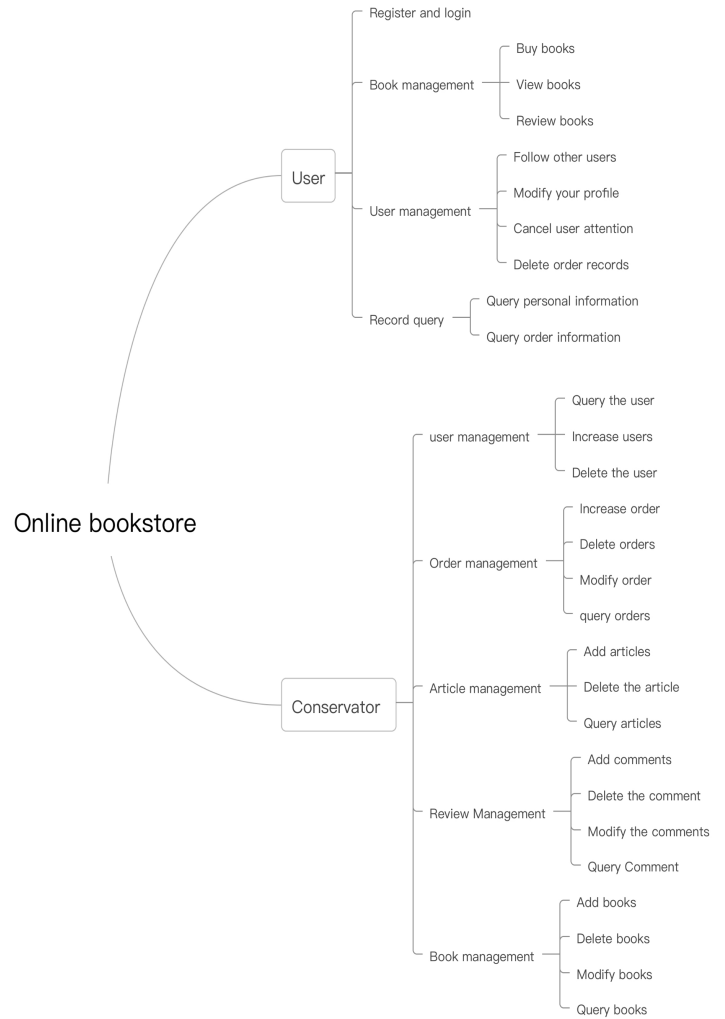 Online bookstore
User
Register and login
Book management
Buy books
View books
Review books
User management
Follow other users
Modify your profile
Cancel user attention
Delete order records
Record query
Query personal information
Query order information
Conservator
user management
Query the user
Increase users
Delete the user
Order management
Increase order
Delete orders
Modify order
query orders
Article management
Add articles
Delete the article
Query articles
Review Management
Add comments
Delete the comment
Modify the comments
Query Comment
Book management
Add books
Delete books
Modify books
Query books